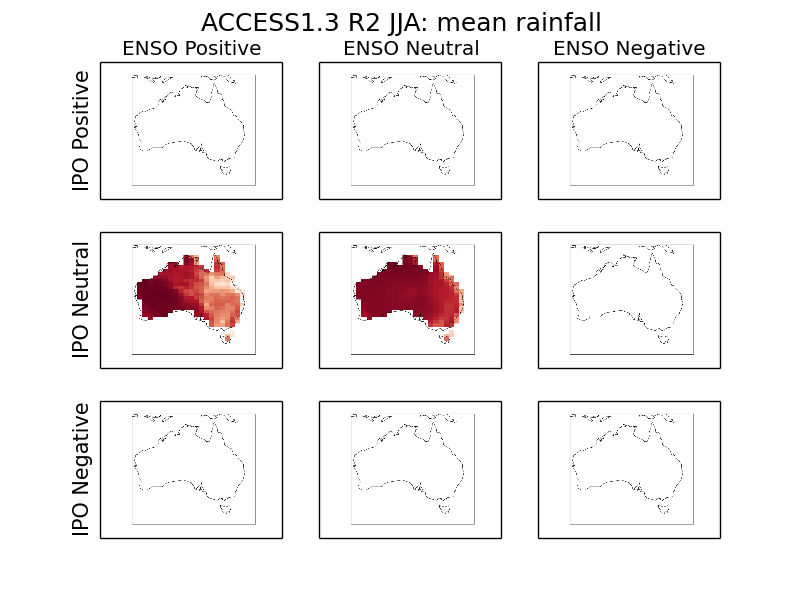 ACCESS1.3 R2 JJA: mean rainfall
ENSO Positive
ENSO Neutral
ENSO Negative
IPO Positive
IPO Neutral
IPO Negative